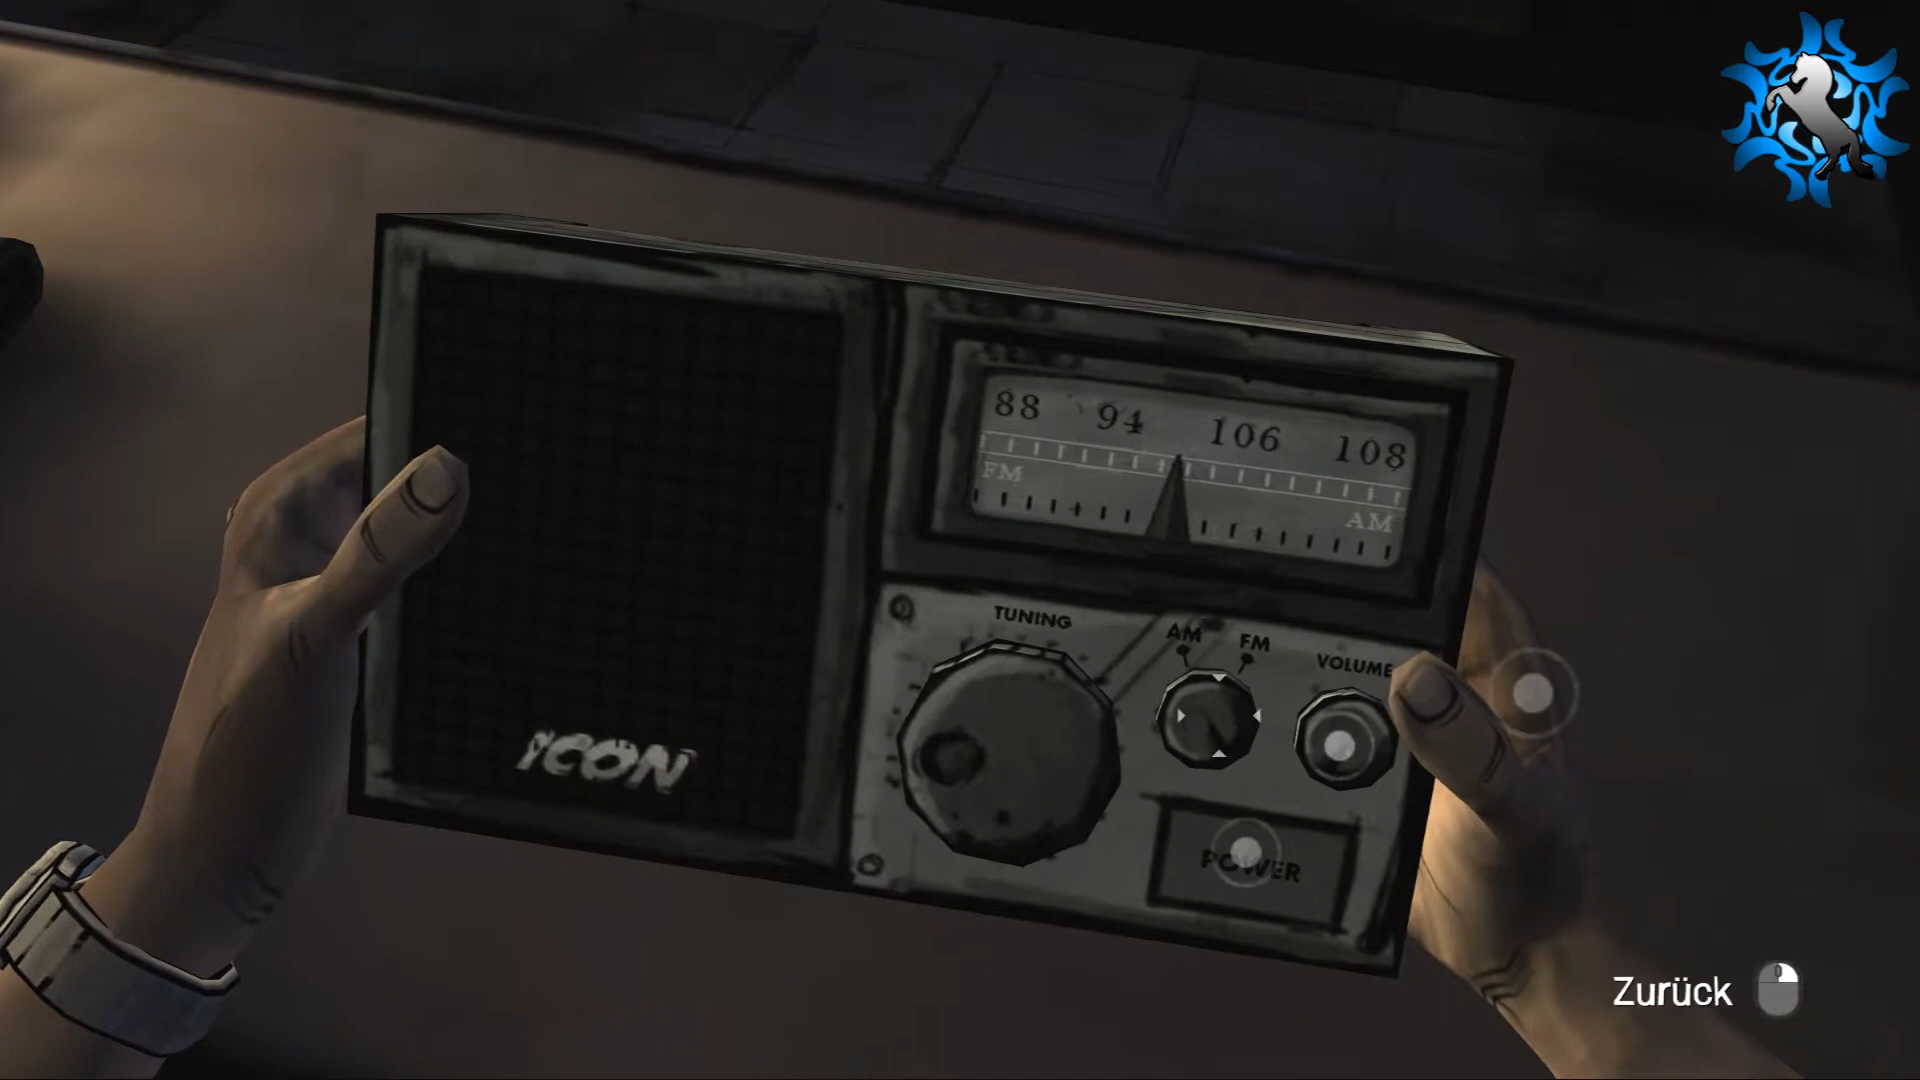 88 94 106 108
FM
AM
TUNING
AM FM
VOLUME
POWER
ICON
Zurück